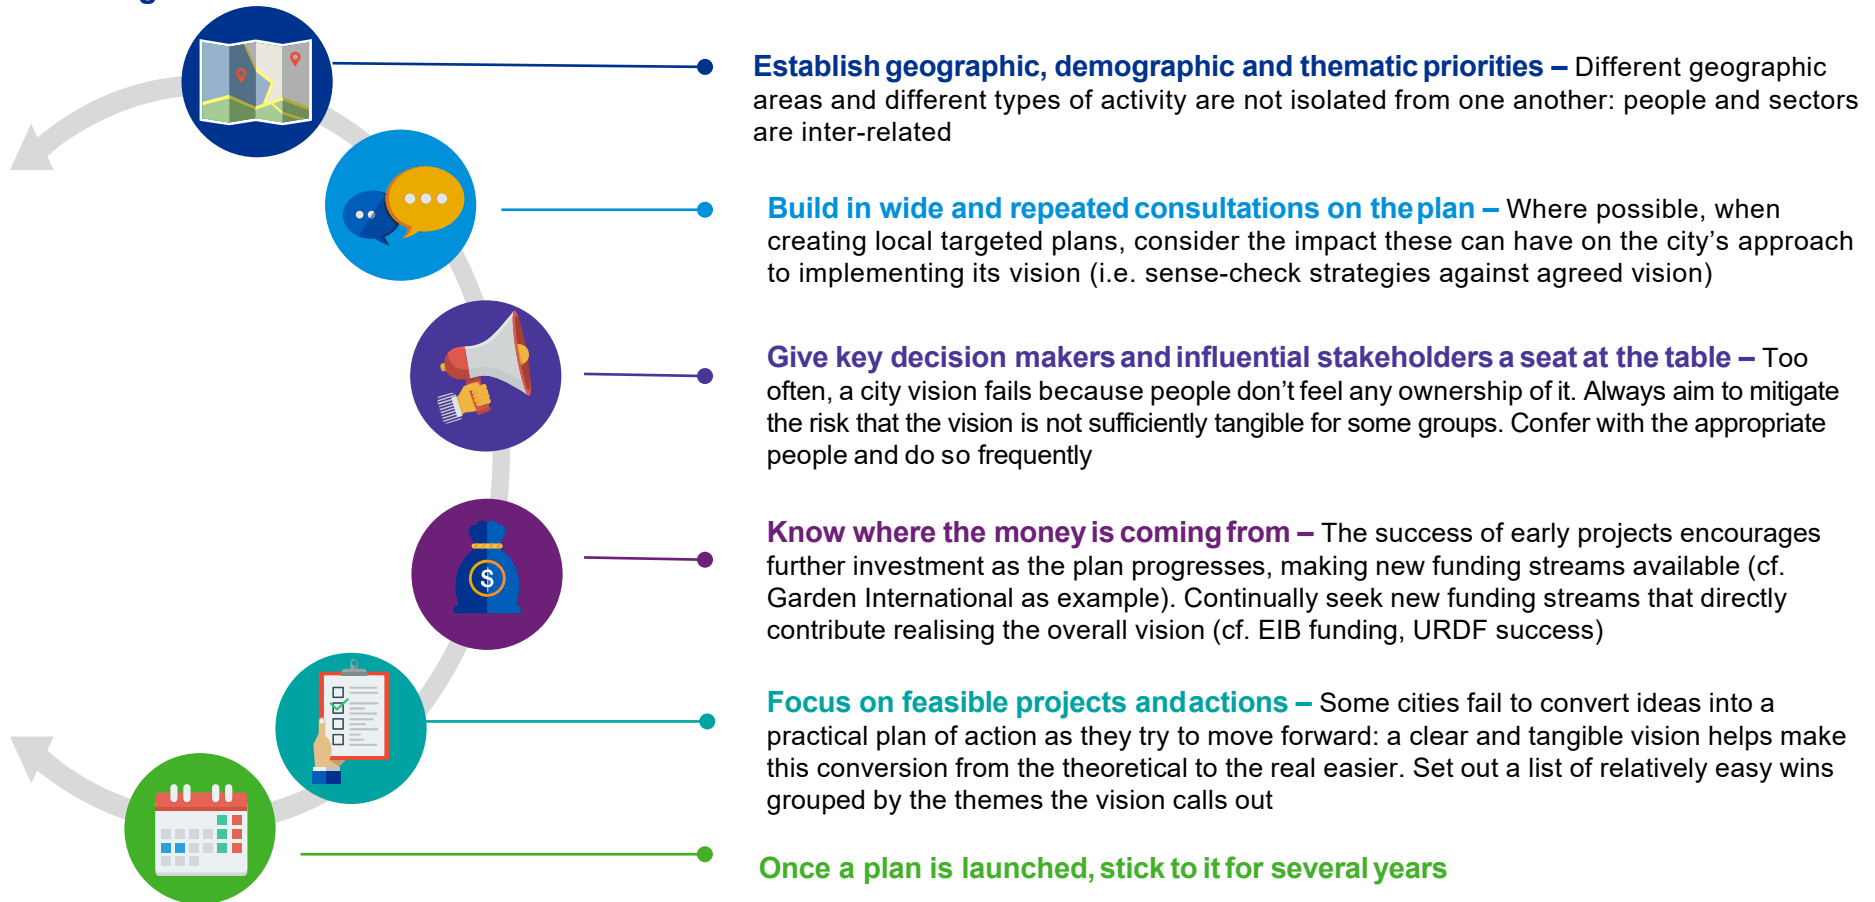 Establish geographic, demographic and thematic priorities – Different geographic
areas and different types of activity are not isolated from one another: people and sectors
are inter-related
Build in wide and repeated consultations on the plan – Where possible, when
creating local targeted plans, consider the impact these can have on the city’s approach
to implementing its vision (i.e. sense-check strategies against agreed vision)
Give key decision makers and influential stakeholders a seat at the table – Too
often, a city vision fails because people don’t feel any ownership of it. Always aim to mitigate
the risk that the vision is not sufficiently tangible for some groups. Confer with the appropriate
people and do so frequently
Know where the money is coming from – The success of early projects encourages
further investment as the plan progresses, making new funding streams available (cf.
Garden International as example). Continually seek new funding streams that directly
contribute realising the overall vision (cf. EIB funding, URDF success)
$
Focus on feasible projects and actions – Some cities fail to convert ideas into a
practical plan of action as they try to move forward: a clear and tangible vision helps make
this conversion from the theoretical to the real easier. Set out a list of relatively easy wins
grouped by the themes the vision calls out
Once a plan is launched, stick to it for several years